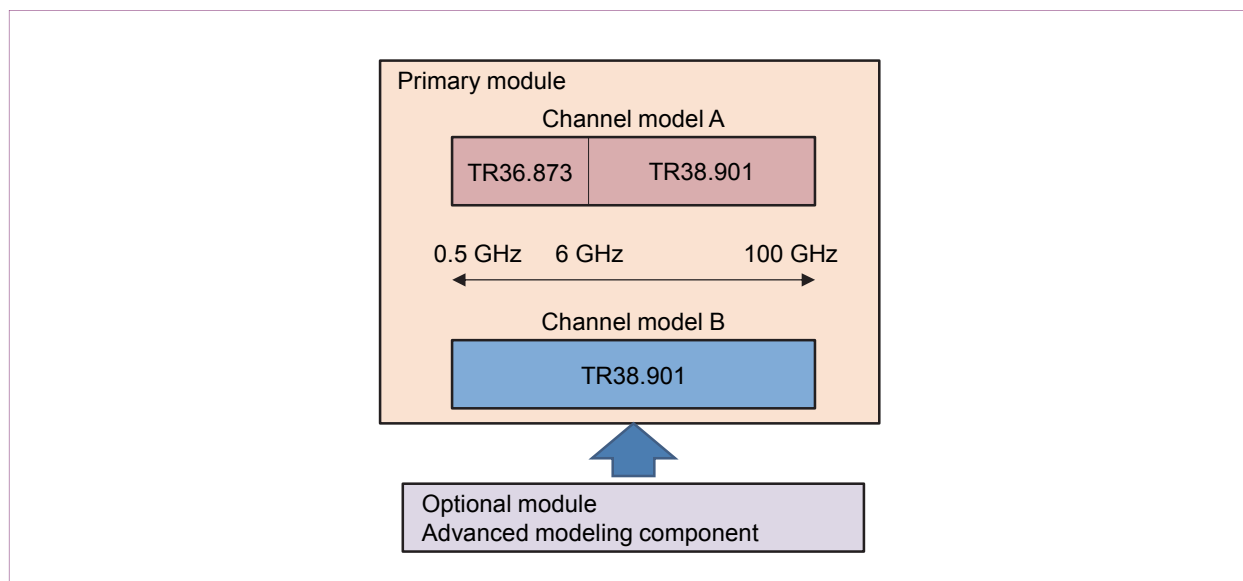 Primary module
Channel model A
TR36.873
TR38.901
0.5 GHz
6 GHz
100 GHz
Channel model B
TR38.901
Optional module
Advanced modeling component